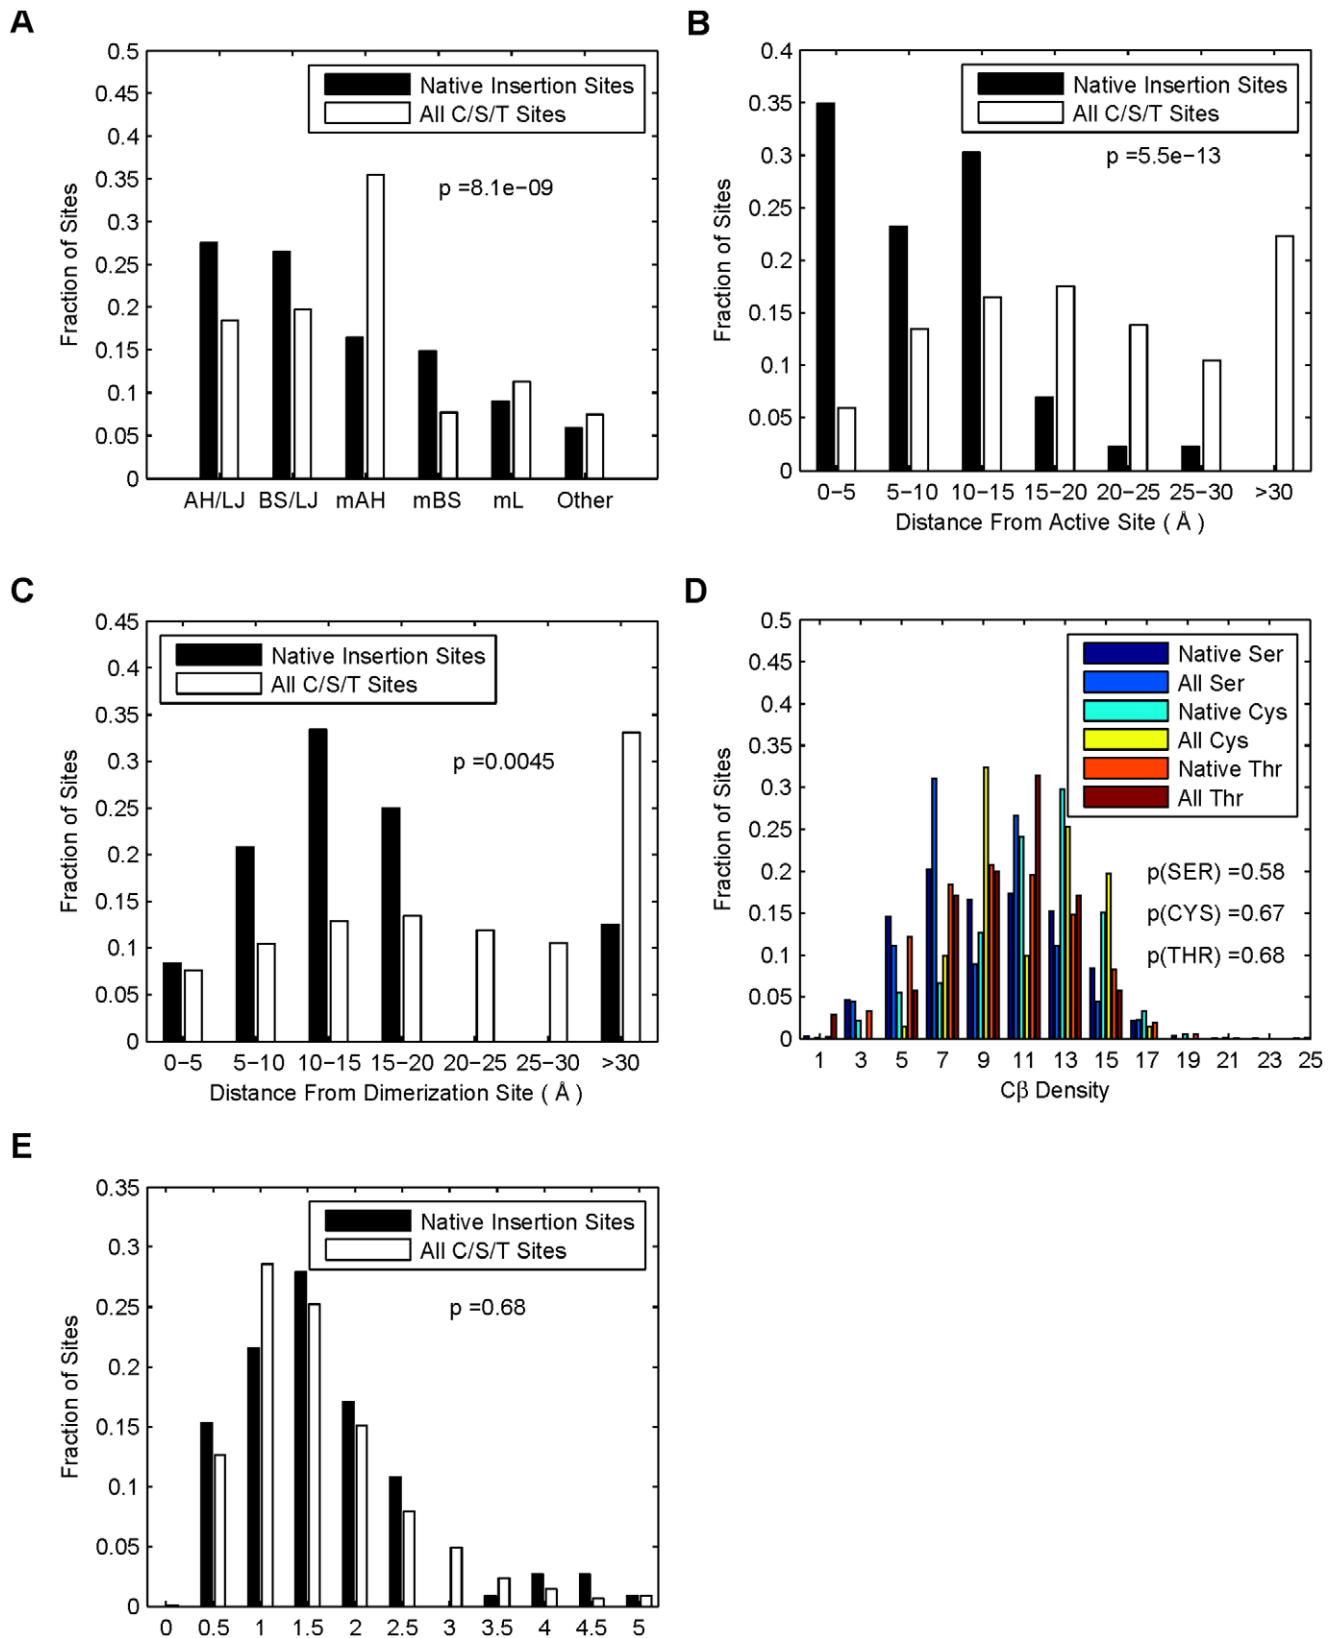 A
0.5
0.45
0.4
0.35
0.3
0.25
0.2
0.15
0.1
0.05
0
Fraction of Sites
Native Insertion Sites
All C/S/T Sites
p =8.1e−09
AH/LJ BS/LJ mAH mBS mL Other
B
0.4
0.35
0.3
0.25
0.2
0.15
0.1
0.05
0
Fraction of Sites
Native Insertion Sites
All C/S/T Sites
p =5.5e−13
0−5 5−10 10−15 15−20 20−25 25−30 >30
Distance From Active Site ( Å )
C
0.45
0.4
0.35
0.3
0.25
0.2
0.15
0.1
0.05
0
Fraction of Sites
Native Insertion Sites
All C/S/T Sites
p =0.0045
0−5 5−10 10−15 15−20 20−25 25−30 >30
Distance From Dimerization Site ( Å )
D
0.5
0.45
0.4
0.35
0.3
0.25
0.2
0.15
0.1
0.05
0
Fraction of Sites
Native Ser
All Ser
Native Cys
All Cys
Native Thr
All Thr
p(SER) =0.58
p(CYS) =0.67
p(THR) =0.68
1 3 5 7 9 11 13 15 17 19 21 23 25
Cβ Density
E
0.35
0.3
0.25
0.2
0.15
0.1
0.05
0
Fraction of Sites
Native Insertion Sites
All C/S/T Sites
p =0.68
0 0.5 1 1.5 2 2.5 3 3.5 4 4.5 5